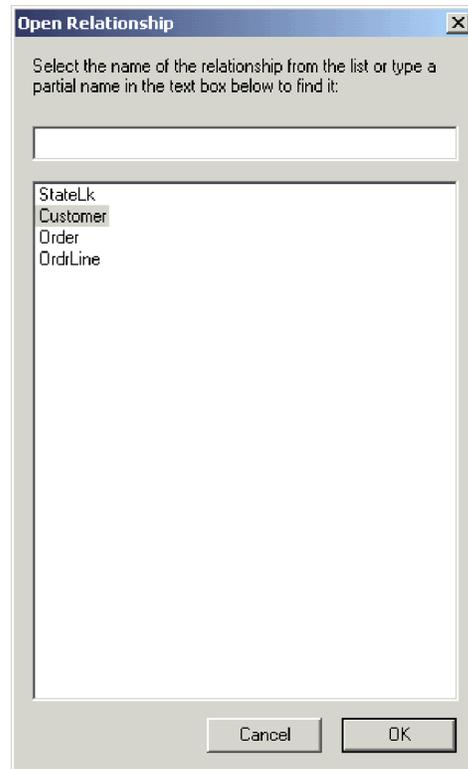 Open Relationship
Select the name of the relationship from the list or type a
partial name in the text box below to find it:
StateLk
Customer
Order
OrdrLine
Cancel
OK